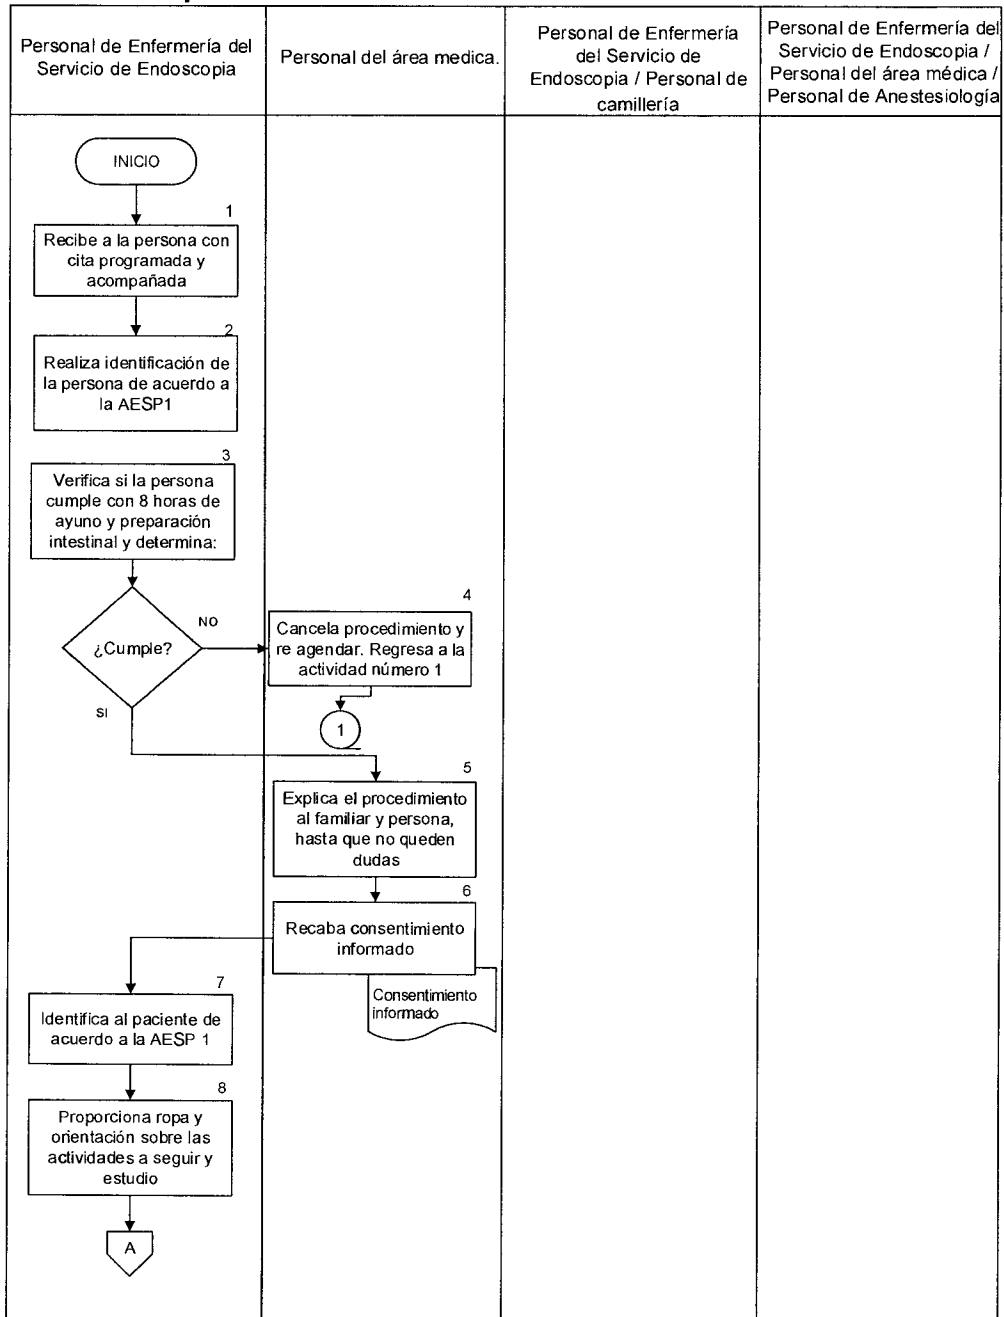 Personal de Enfermería del
Servicio de Endoscopia
Personal del área medica.
Personal de Enfermería
del Servicio de
Endoscopia / Personal de
camillería
Personal de Enfermería del
Servicio de Endoscopia /
Personal del área médica /
Personal de Anestesiología
INICIO
1
Recibe a la persona con
cita programada y
acompañada
2
Realiza identificación de
la persona de acuerdo a
la AESP1
3
Verifica si la persona
cumple con 8 horas de
ayuno y preparación
intestinal y determina:
¿Cumple?
NO
SI
4
Cancela procedimiento y
re agendar. Regresa a la
actividad número 1
1
5
Explica el procedimiento
al familiar y persona,
hasta que no queden
dudas
6
Recaba consentimiento
informado
Consentimiento
informado
7
Identifica al paciente de
acuerdo a la AESP 1
8
Proporciona ropa y
orientación sobre las
actividades a seguir y
estudio
A